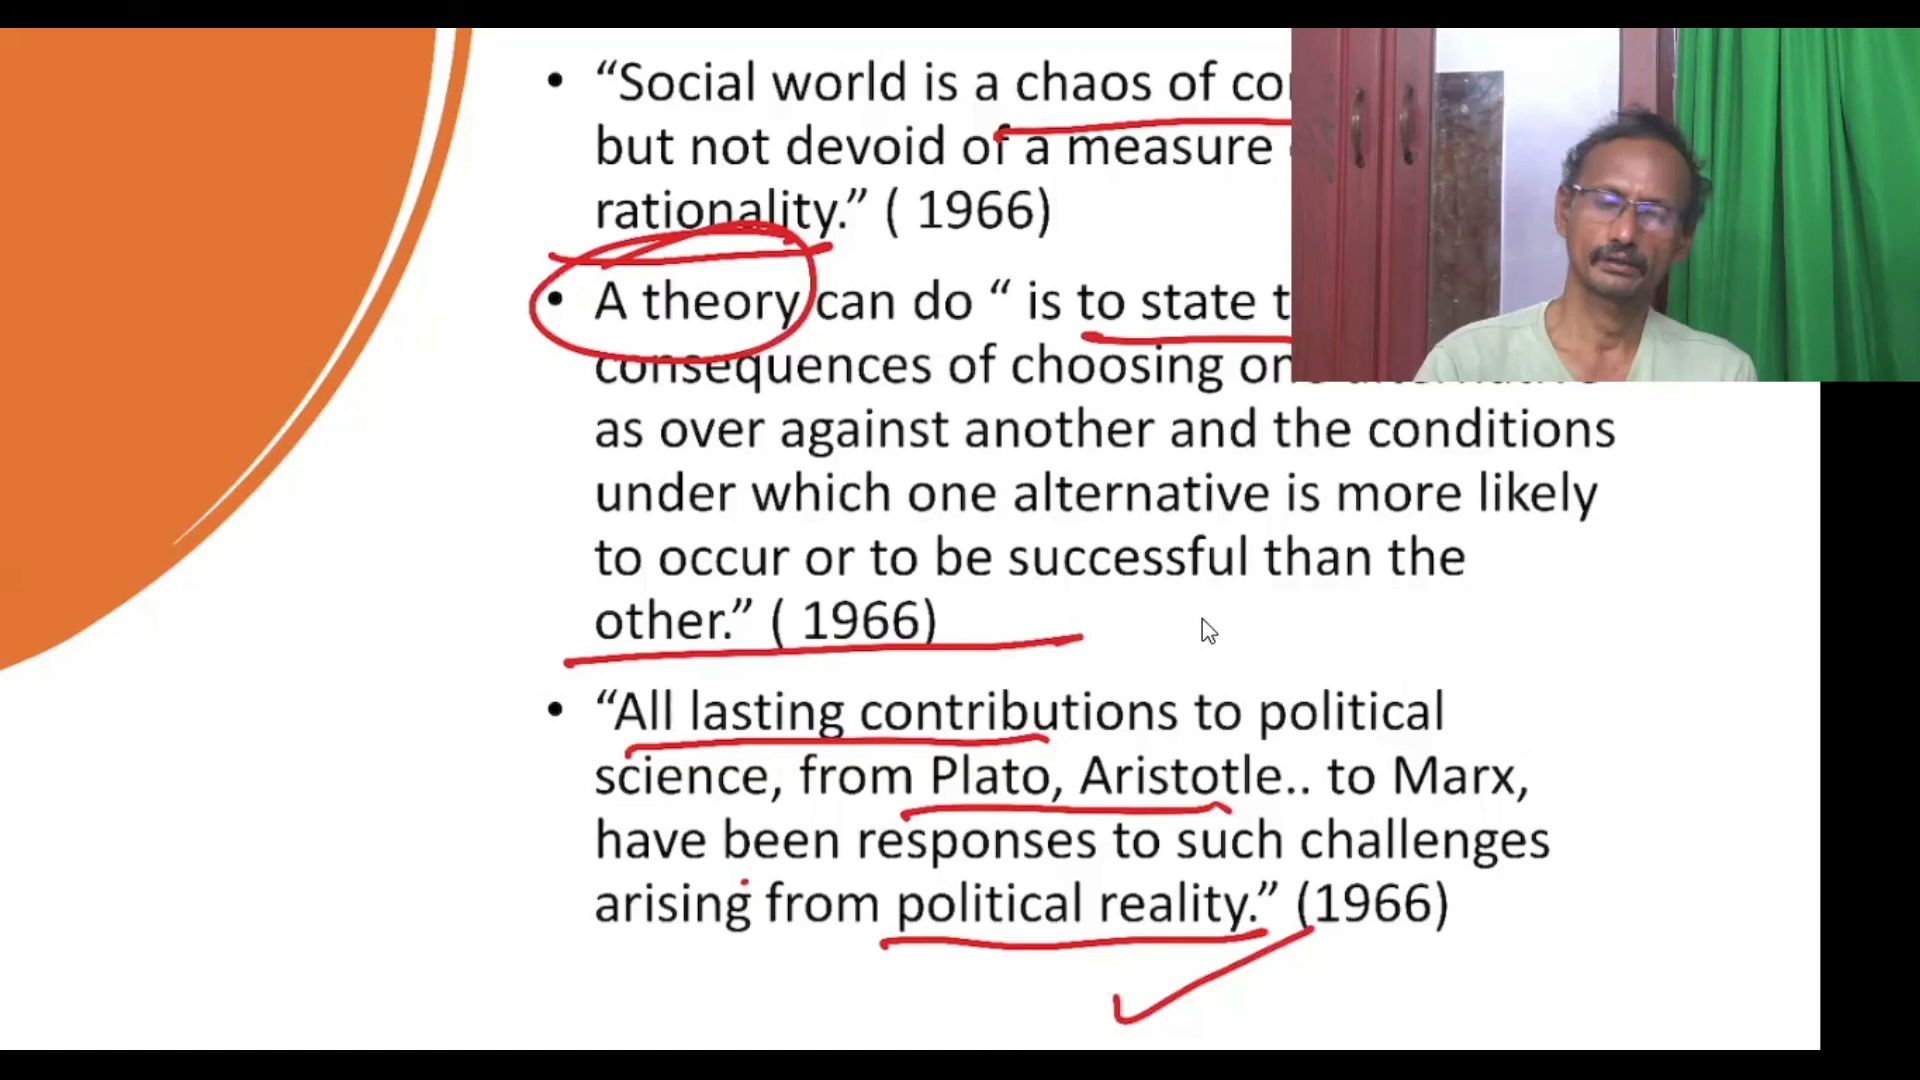 • “Social world is a chaos of
but not devoid of a measure
rationality.” ( 1966)
• A theory can do “ is to state
consequences of choosing one alternative
as over against another and the conditions
under which one alternative is more likely
to occur or to be successful than the
other.” ( 1966)
• “All lasting contributions to political
science, from Plato, Aristotle.. to Marx,
have been responses to such challenges
arising from political reality.” (1966)